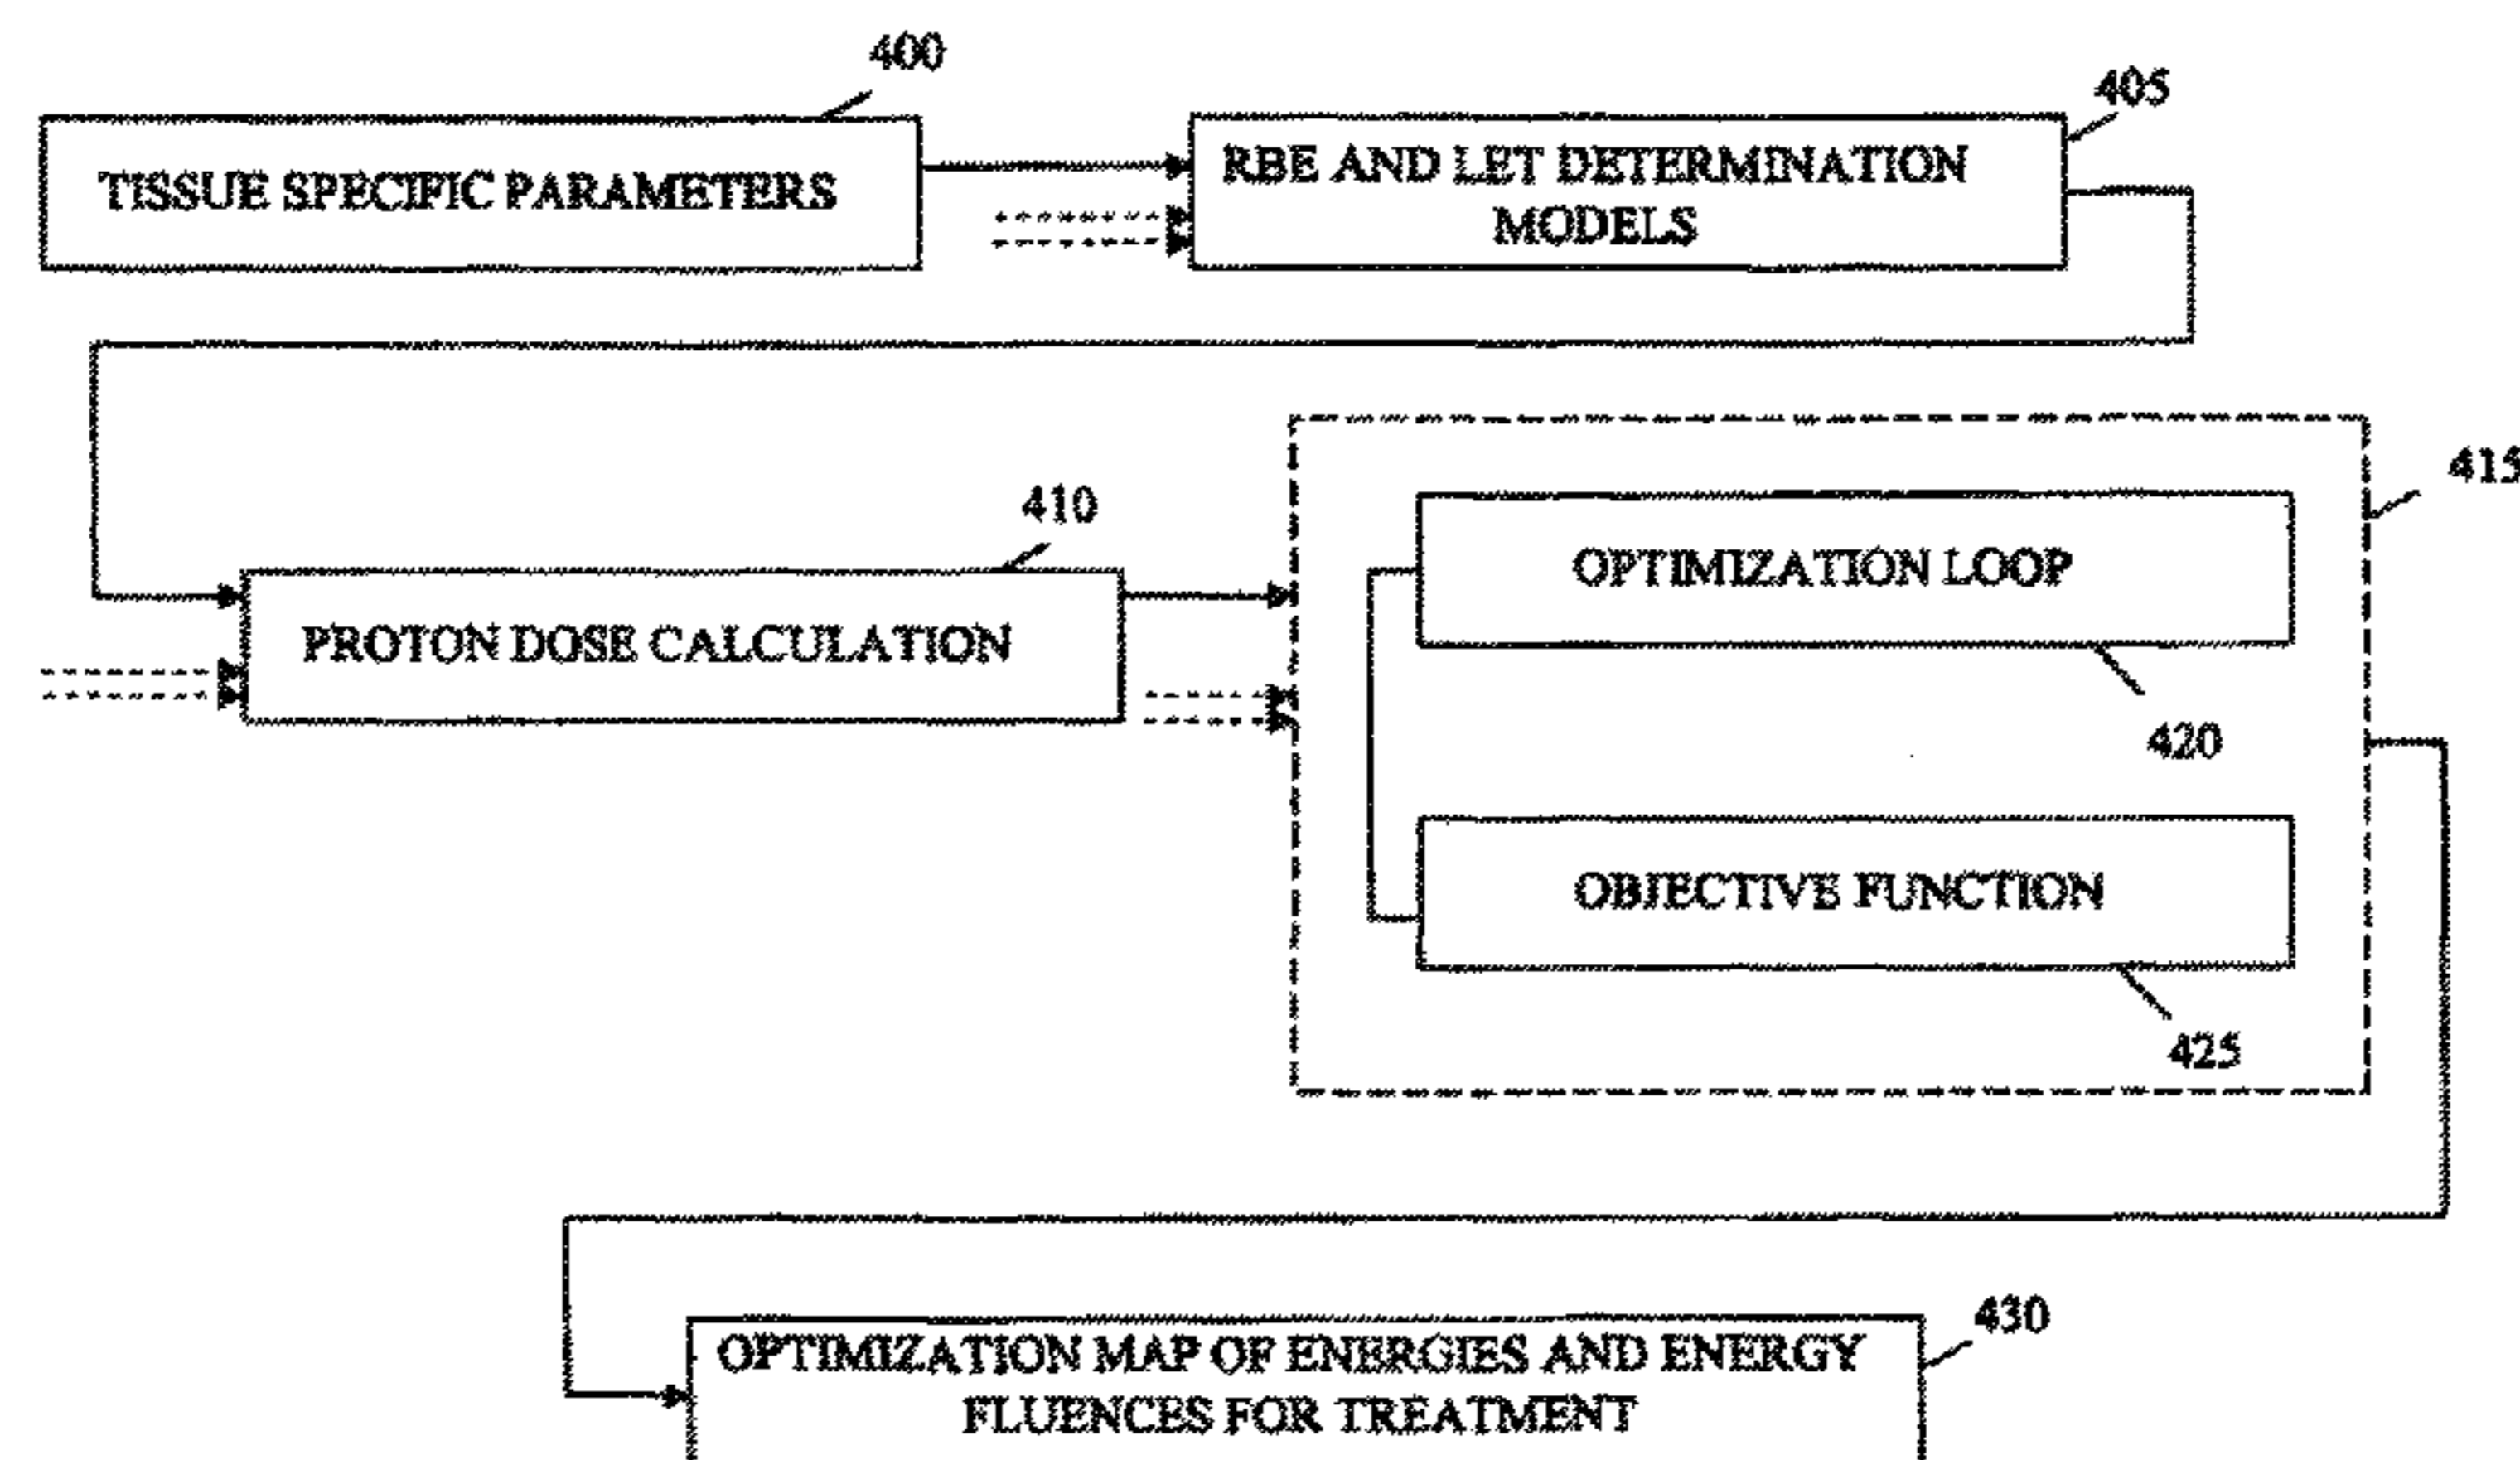 400
405
TISSUE SPECIFIC PARAMETERS
RBE AND LET DETERMINATION
MODELS
415
410
OPTIMIZATION LOOP
PROTON DOSE CALCULATION
420
OBJECTIVE FUNCTION
425
430
OPTIMIZATION MAP OF ENERGIES AND ENERGY
FLUENCES FOR TREATMENT